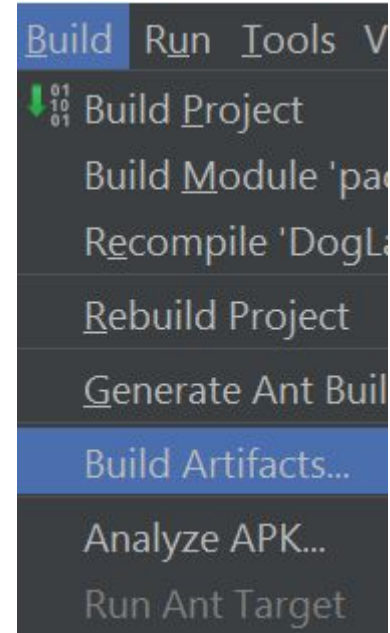 Build Run Tools V
Build Project
Build Module 'pac
Recompile 'DogLa
Rebuild Project
Generate Ant Buil
Build Artifacts...
Analyze APK...
Run Ant Target